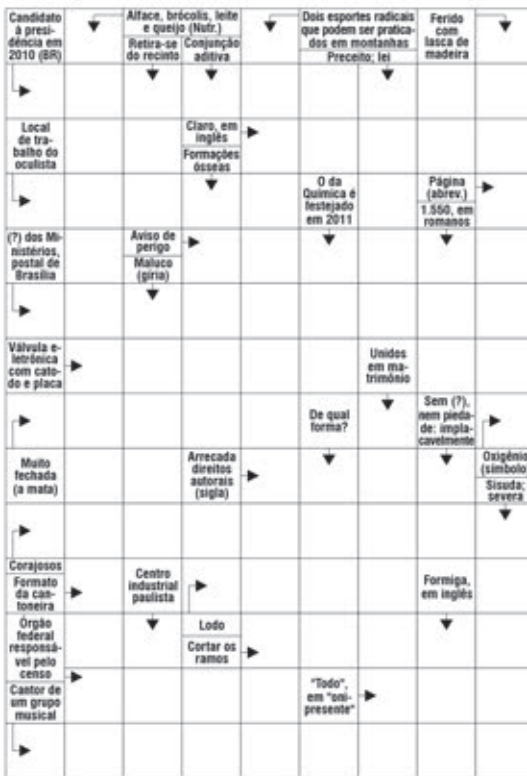 Candidato
à presi-
dência em
2010 (BR)
Alface, brócolis, leite
e queijo (Nutr.)
Retira-se
do recinto
Conjunção
aditiva
Dois esportes radicais
que podem ser pratica-
dos em montanhas
Preceito; lei
Ferido
com
lasca de
madeira
Local
de tra-
balho do
oculista
Claro, em
inglês
Formações
ósseas
O da
Química é
festejado
em 2011
Página
(abrev.)
1.550, em
romanos
(?) dos Mi-
nistérios,
postal de
Brasília
Aviso de
perigo
Maluco
(gíria)
Válvula e-
letrônica
com cato-
do e placa
Unidos
em ma-
trimônio
De qual
forma?
Sem (?),
nem pieda-
de: impla-
cavelmente
Muito
fechada
(a mata)
Arrecada
direitos
autorais
(sigla)
Oxigênio
(símbolo)
Sisuda;
severa
Corajosos
Formato
da can-
toneira
Centro
industrial
paulista
Formiga,
em inglês
Órgão
federal
responsá-
vel pelo
censo
Lodo
Cortar os
ramos
Cantor de
um grupo
musical
"Todo",
em "oni-
presente"